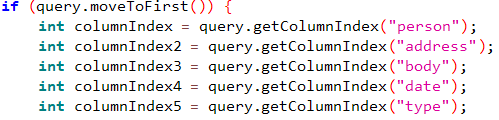 if (query.moveToFirst()) {
    int columnIndex = query.getColumnIndex("person");
    int columnIndex2 = query.getColumnIndex("address");
    int columnIndex3 = query.getColumnIndex("body");
    int columnIndex4 = query.getColumnIndex("date");
    int columnIndex5 = query.getColumnIndex("type");